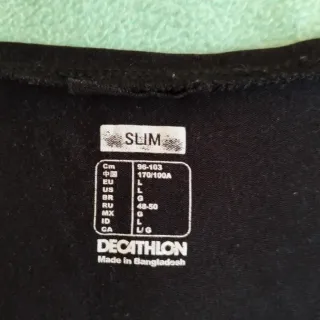 SLIM
Cm 96-103
中国 170/100A
EU L
US L
BR G
RU 48-50
MX G
ID L
CA L/G
DECATHLON
Made in Bangladesh